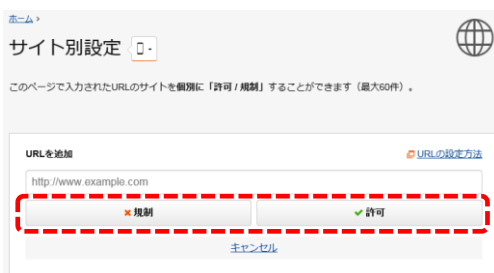 ホーム ›
サイト別設定
このページで入力されたURLのサイトを個別に「許可 / 規制」することができます（最大60件）.
URLを追加
URLの設定方法
http://www.example.com
規制
許可
キャンセル